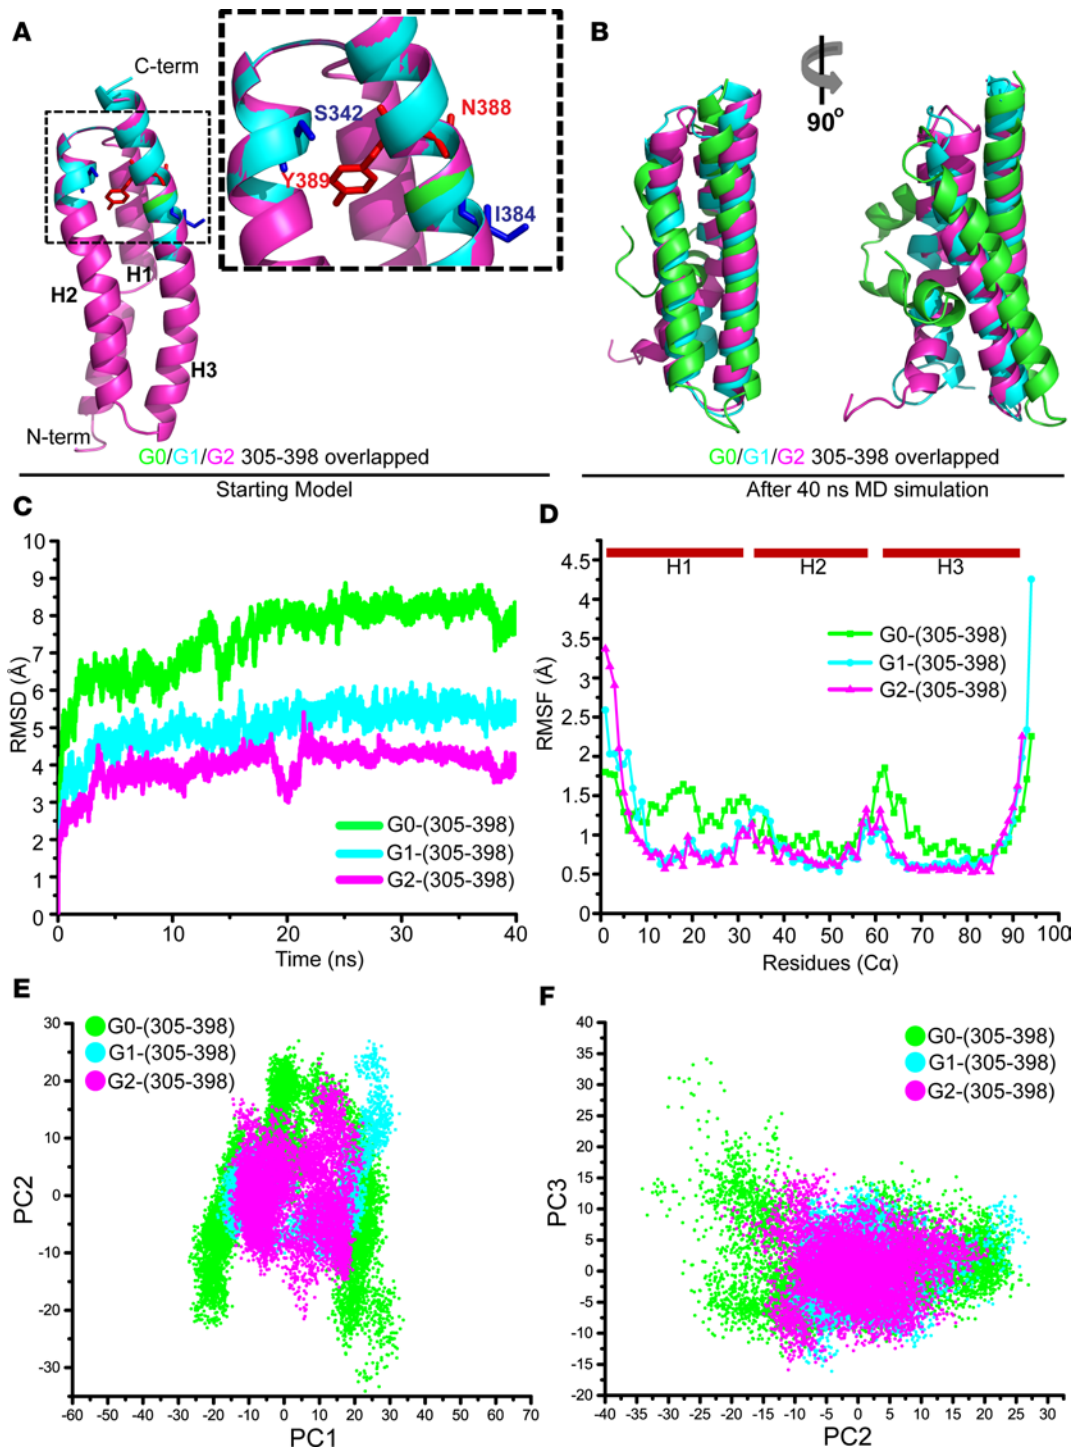 A
C-term
S342
N388
Y389
I384
H1
H2
H3
N-term
G0/G1/G2 305-398 overlapped
Starting Model
B
90°
G0/G1/G2 305-398 overlapped
After 40 ns MD simulation
C
10
9
8
7
6
5
4
3
2
1
0
RMSD (Å)
G0-(305-398)
G1-(305-398)
G2-(305-398)
0 10 20 30 40
Time (ns)
D
4.5
4
3.5
3
2.5
2
1.5
1
0.5
0
RMSF (Å)
H1 H2 H3
G0-(305-398)
G1-(305-398)
G2-(305-398)
0 10 20 30 40 50 60 70 80 90 100
Residues (Cα)
E
30
20
10
0
-10
-20
-30
PC2
G0-(305-398)
G1-(305-398)
G2-(305-398)
-60 -50 -40 -30 -20 -10 0 10 20 30 40 50 60 70
PC1
F
40
35
30
25
20
15
10
5
0
-5
-10
-15
-20
PC3
G0-(305-398)
G1-(305-398)
G2-(305-398)
-40 -35 -30 -25 -20 -15 -10 -5 0 5 10 15 20 25 30
PC2